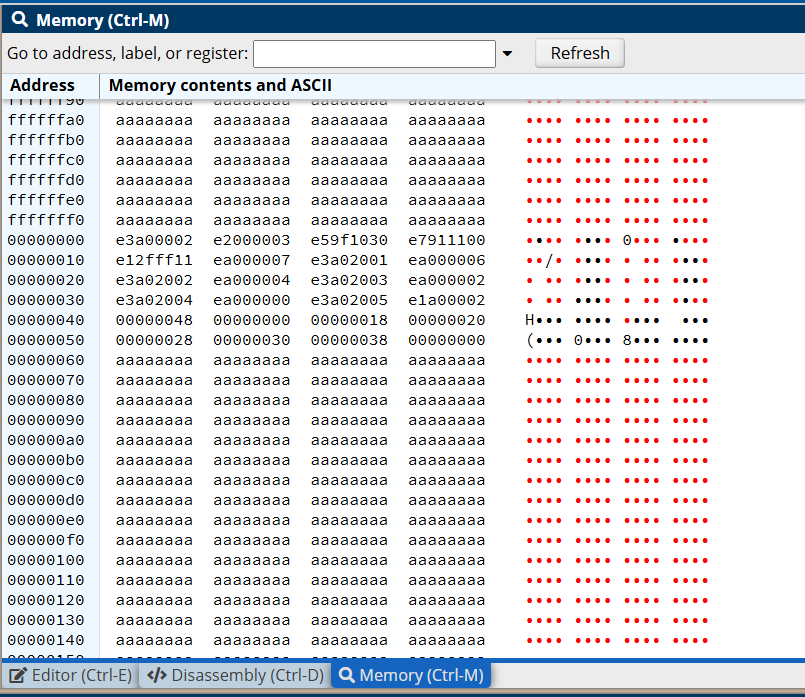 Memory (Ctrl-M)
Go to address, label, or register: Refresh
Address Memory contents and ASCII
ffffff90 aaaaaaaa aaaaaaaa aaaaaaaa aaaaaaaa •••• •••• •••• ••••
ffffffa0 aaaaaaaa aaaaaaaa aaaaaaaa aaaaaaaa •••• •••• •••• ••••
ffffffb0 aaaaaaaa aaaaaaaa aaaaaaaa aaaaaaaa •••• •••• •••• ••••
ffffffc0 aaaaaaaa aaaaaaaa aaaaaaaa aaaaaaaa •••• •••• •••• ••••
ffffffd0 aaaaaaaa aaaaaaaa aaaaaaaa aaaaaaaa •••• •••• •••• ••••
ffffffe0 aaaaaaaa aaaaaaaa aaaaaaaa aaaaaaaa •••• •••• •••• ••••
fffffff0 aaaaaaaa aaaaaaaa aaaaaaaa aaaaaaaa •••• •••• •••• ••••
00000000 e3a00002 e2000003 e59f1030 e7911100 •••• •••• 0••• ••••
00000010 e12fff11 ea000007 e3a02001 ea000006 ••/• •••• • •• ••••
00000020 e3a02002 ea000004 e3a02003 ea000002 • •• •••• • •• ••••
00000030 e3a02004 ea000000 e3a02005 e1a00002 • •• •••• • •• ••••
00000040 00000048 00000000 00000018 00000020 H••• •••• ••••  •••
00000050 00000028 00000030 00000038 00000000 (••• 0••• 8••• ••••
00000060 aaaaaaaa aaaaaaaa aaaaaaaa aaaaaaaa •••• •••• •••• ••••
00000070 aaaaaaaa aaaaaaaa aaaaaaaa aaaaaaaa •••• •••• •••• ••••
00000080 aaaaaaaa aaaaaaaa aaaaaaaa aaaaaaaa •••• •••• •••• ••••
00000090 aaaaaaaa aaaaaaaa aaaaaaaa aaaaaaaa •••• •••• •••• ••••
000000a0 aaaaaaaa aaaaaaaa aaaaaaaa aaaaaaaa •••• •••• •••• ••••
000000b0 aaaaaaaa aaaaaaaa aaaaaaaa aaaaaaaa •••• •••• •••• ••••
000000c0 aaaaaaaa aaaaaaaa aaaaaaaa aaaaaaaa •••• •••• •••• ••••
000000d0 aaaaaaaa aaaaaaaa aaaaaaaa aaaaaaaa •••• •••• •••• ••••
000000e0 aaaaaaaa aaaaaaaa aaaaaaaa aaaaaaaa •••• •••• •••• ••••
000000f0 aaaaaaaa aaaaaaaa aaaaaaaa aaaaaaaa •••• •••• •••• ••••
00000100 aaaaaaaa aaaaaaaa aaaaaaaa aaaaaaaa •••• •••• •••• ••••
00000110 aaaaaaaa aaaaaaaa aaaaaaaa aaaaaaaa •••• •••• •••• ••••
00000120 aaaaaaaa aaaaaaaa aaaaaaaa aaaaaaaa •••• •••• •••• ••••
00000130 aaaaaaaa aaaaaaaa aaaaaaaa aaaaaaaa •••• •••• •••• ••••
00000140 aaaaaaaa aaaaaaaa aaaaaaaa aaaaaaaa •••• •••• •••• ••••
Editor (Ctrl-E) Disassembly (Ctrl-D) Memory (Ctrl-M)